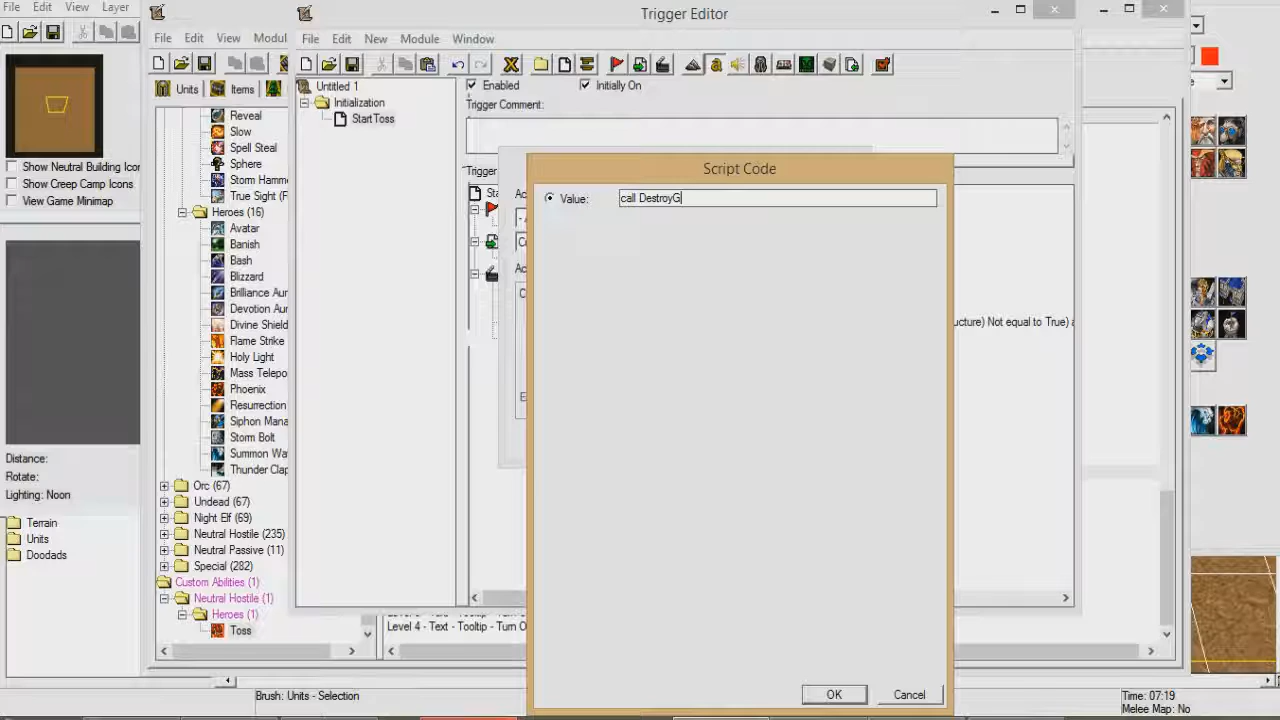 File Edit View Layer
Trigger Editor
File Edit View Modul
File Edit New Module Window
Units Items
Untitled 1
Initialization
StartToss
Enabled
Initially On
Trigger Comment:
Show Neutral Building Icon
Show Creep Camp Icons
View Game Minimap
Distance:
Rotate:
Lighting: Noon
Terrain
Units
Doodads
Reveal
Slow
Spell Steal
Sphere
Storm Hamme
True Sight (F
Heroes (16)
Avatar
Banish
Bash
Blizzard
Brilliance Aur
Devotion Aur
Divine Shield
Flame Strike
Holy Light
Mass Telepo
Phoenix
Resurrection
Siphon Mana
Storm Bolt
Summon Wa
Thunder Clap
Orc (67)
Undead (67)
Night Elf (69)
Neutral Hostile (235)
Neutral Passive (11)
Special (282)
Custom Abilities (1)
Neutral Hostile (1)
Heroes (1)
Toss
Trigger
Script Code
Value:
call DestroyG
ucture) Not equal to True) a
OK
Cancel
Level 4 - Text - Tooltip - Turn O
Brush: Units - Selection
Time: 07:19
Melee Map: No